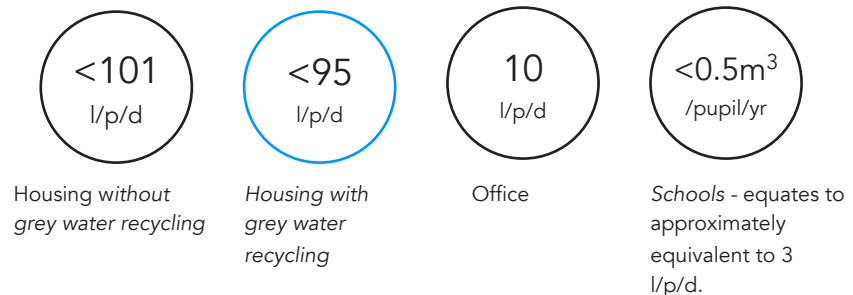 <101
l/p/d
<95
l/p/d
10
l/p/d
<0.5m³
/pupil/yr
Housing without
grey water recycling
Housing with
grey water
recycling
Office
Schools - equates to
approximately
equivalent to 3
l/p/d.